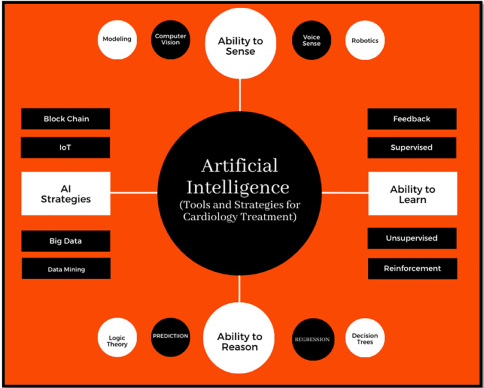 Modeling
Computer
Vision
Ability to
Sense
Voice
Sense
Robotics
Block Chain
IoT
AI
Strategies
Big Data
Data Mining
Artificial
Intelligence
(Tools and Strategies for
Cardiology Treatment)
Feedback
Supervised
Ability to
Learn
Unsupervised
Reinforcement
Logic
Theory
PREDICTION
Ability to
Reason
REGRESSION
Decision
Trees